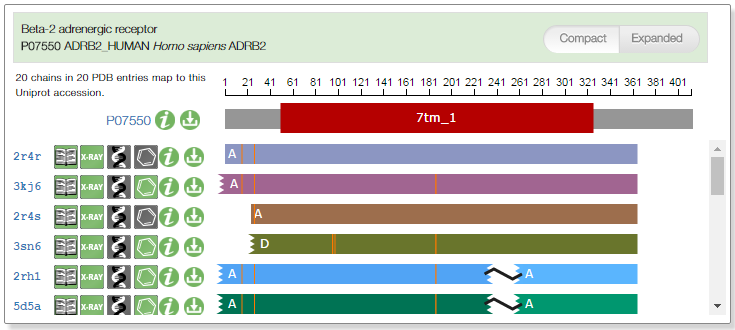 Beta-2 adrenergic receptor
P07550 ADRB2_HUMAN Homo sapiens ADRB2
Compact Expanded
20 chains in 20 PDB entries map to this
Uniprot accession.
1 21 41 61 81 101 121 141 161 181 201 221 241 261 281 301 321 341 361 381 401
P07550 i 7tm_1
2r4r X-RAY i A
3kj6 X-RAY i A
2r4s X-RAY i A
3sn6 X-RAY i D
2rh1 X-RAY i A A
5d5a X-RAY i A A